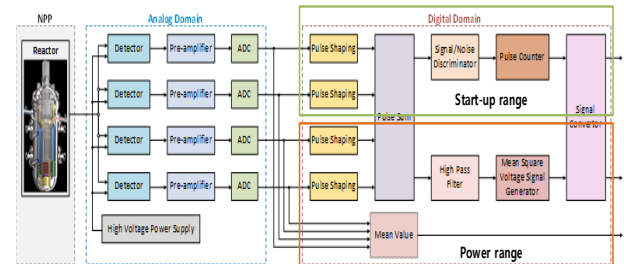 NPP
Analog Domain
Digital Domain
Reactor
Detector
Pre-amplifier
ADC
Pulse Shaping
Signal/Noise
Discriminator
Pulse Counter
Detector
Pre-amplifier
ADC
Pulse Shaping
Start-up range
Pulse Sum
Signal
Convertor
Detector
Pre-amplifier
ADC
Pulse Shaping
High Pass
Filter
Mean Square
Voltage Signal
Generator
Detector
Pre-amplifier
ADC
Pulse Shaping
High Voltage Power Supply
Mean Value
Power range